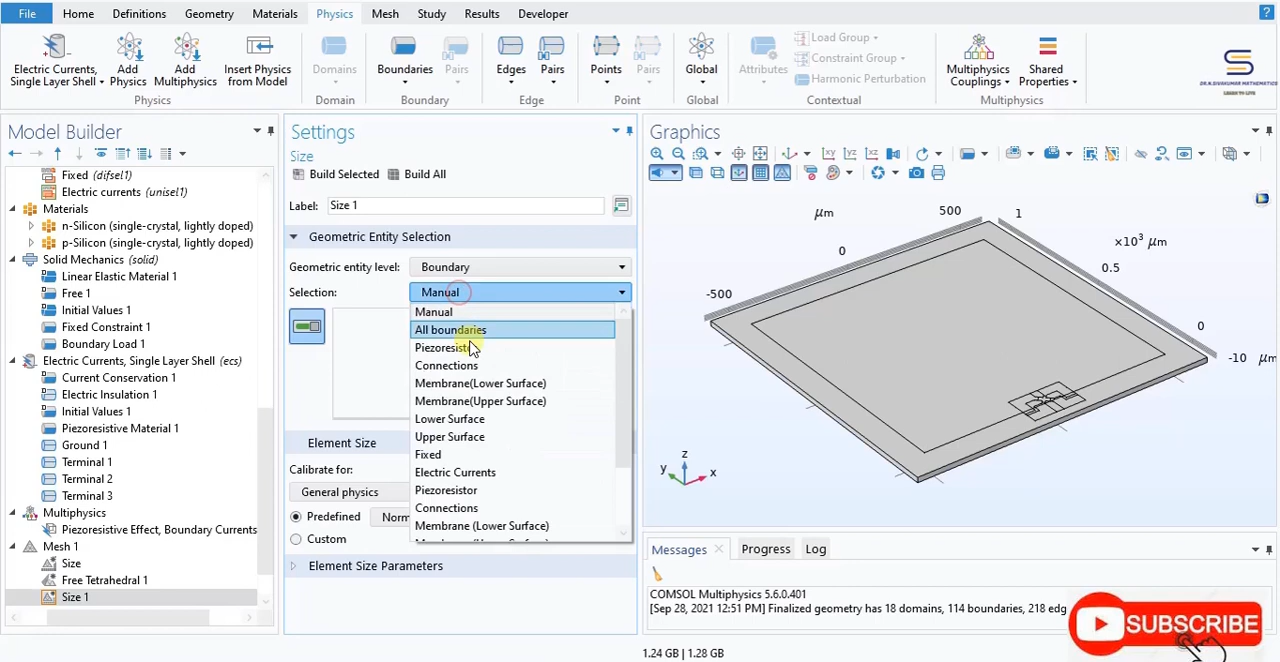 File Home Definitions Geometry Materials Physics Mesh Study Results Developer
?
Electric Currents, Single Layer Shell
Add Physics
Add Multiphysics
Insert Physics from Model
Domains
Boundaries
Pairs
Edges
Pairs
Points
Pairs
Global
Attributes
Load Group
Constraint Group
Harmonic Perturbation
Multiphysics Couplings
Shared Properties
Physics Domain Boundary Edge Point Global Contextual Multiphysics
DR.N.SIVAKUMAR MATHEMATICS
LEARN TO LIVE
Model Builder
Fixed (difsel1)
Electric currents (unisel1)
Materials
n-Silicon (single-crystal, lightly doped)
p-Silicon (single-crystal, lightly doped)
Solid Mechanics (solid)
Linear Elastic Material 1
Free 1
Initial Values 1
Fixed Constraint 1
Boundary Load 1
Electric Currents, Single Layer Shell (ecs)
Current Conservation 1
Electric Insulation 1
Initial Values 1
Piezoresistive Material 1
Ground 1
Terminal 1
Terminal 2
Terminal 3
Multiphysics
Piezoresistive Effect, Boundary Currents
Mesh 1
Size
Free Tetrahedral 1
Size 1
Settings
Size
Build Selected Build All
Label: Size 1
Geometric Entity Selection
Geometric entity level: Boundary
Selection: Manual
Manual
All boundaries
Piezoresist
Connections
Membrane(Lower Surface)
Membrane(Upper Surface)
Lower Surface
Upper Surface
Fixed
Electric Currents
Piezoresistor
Connections
Membrane (Lower Surface)
Element Size
Calibrate for:
General physics
Predefined Norm
Custom
Element Size Parameters
Graphics
xy yz xz
µm
500
1
×10³ µm
0
0.5
-500
0
-10
µm
z
y
x
Messages Progress Log
COMSOL Multiphysics 5.6.0.401
[Sep 28, 2021 12:51 PM] Finalized geometry has 18 domains, 114 boundaries, 218 edg
SUBSCRIBE
1.24 GB | 1.28 GB